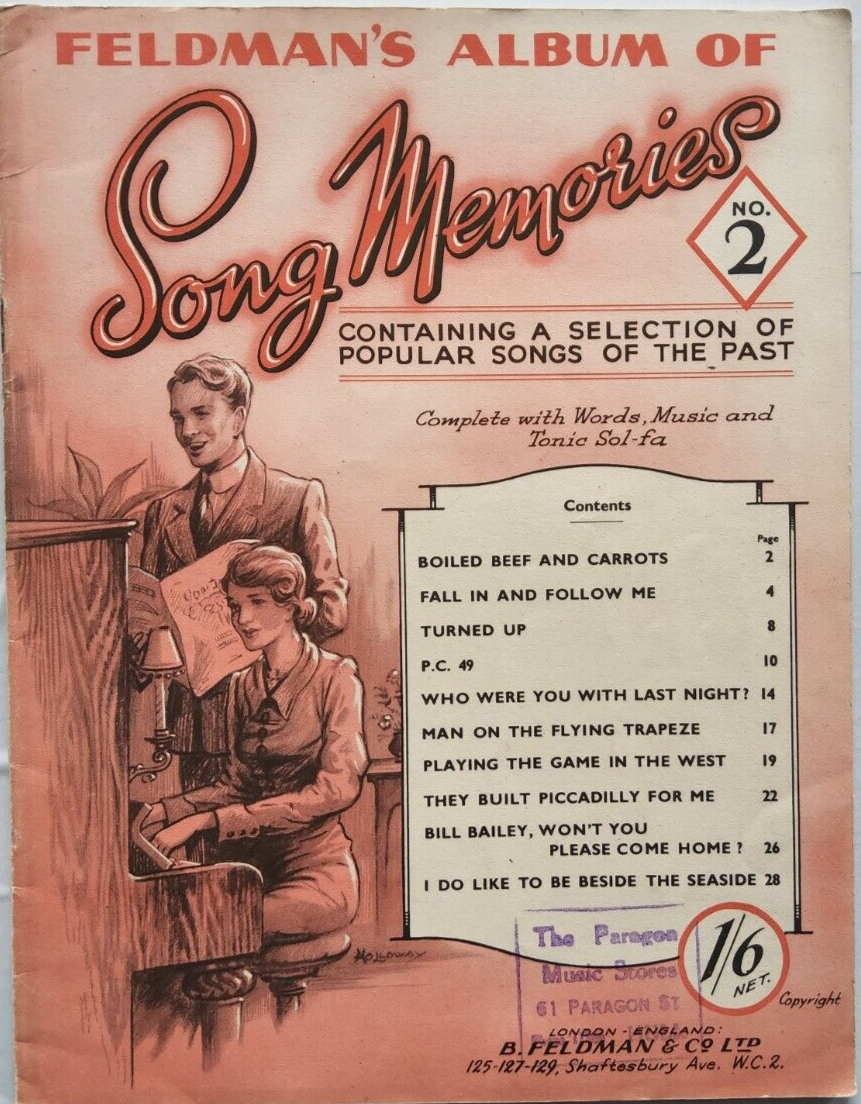 FELDMAN'S ALBUM OF
Song Memories
NO.
2
CONTAINING A SELECTION OF
POPULAR SONGS OF THE PAST
Complete with Words, Music and
Tonic Sol-fa
Contents
Page
BOILED BEEF AND CARROTS 2
FALL IN AND FOLLOW ME 4
TURNED UP 8
P.C. 49 10
WHO WERE YOU WITH LAST NIGHT? 14
MAN ON THE FLYING TRAPEZE 17
PLAYING THE GAME IN THE WEST 19
THEY BUILT PICCADILLY FOR ME 22
BILL BAILEY, WON'T YOU
PLEASE COME HOME? 26
I DO LIKE TO BE BESIDE THE SEASIDE 28
HOLLOWAY
The Paragon
Music Stores
61 PARAGON ST
1/6
NET.
Copyright
LONDON - ENGLAND:
B. FELDMAN & CO LTD
125-127-129, Shaftesbury Ave. W.C.2.